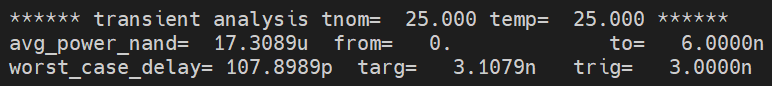 ****** transient analysis tnom=  25.000 temp=  25.000 ******
avg_power_nand=  17.3089u  from=   0.             to=   6.0000n
worst_case_delay= 107.8989p  targ=   3.1079n   trig=   3.0000n